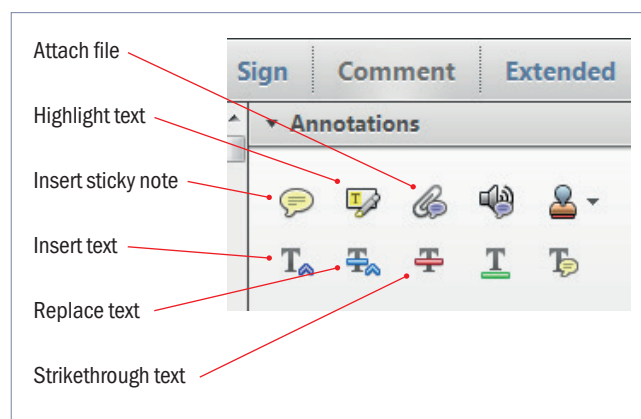 Attach file
Sign Comment Extended
Highlight text
Annotations
Insert sticky note
T
Insert text
T T T T T
Replace text
Strikethrough text